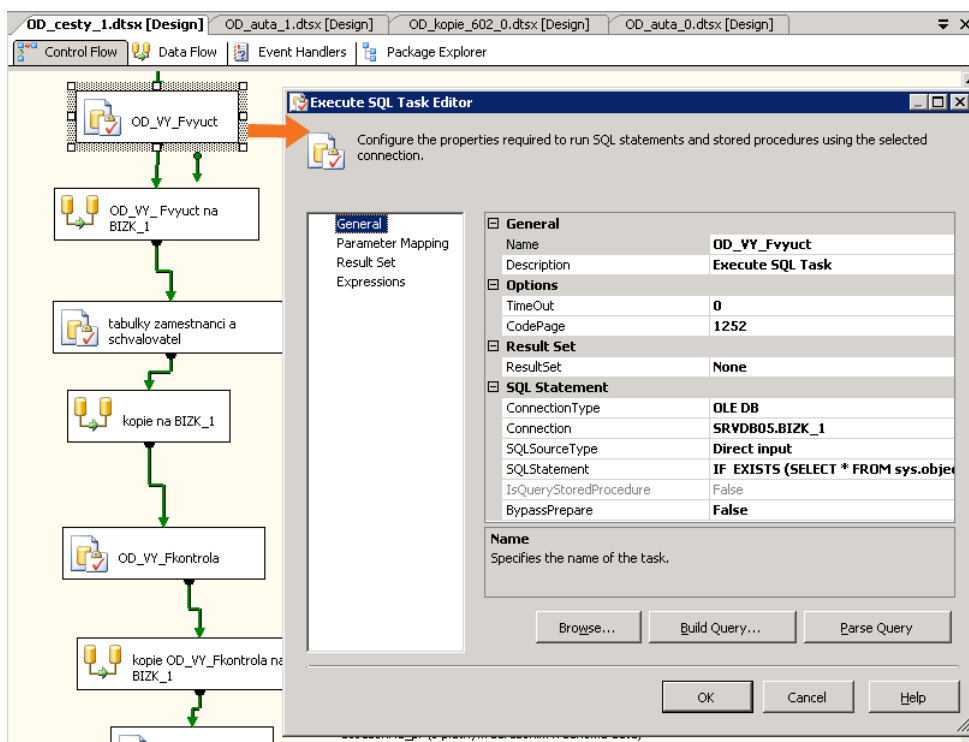 OD_cesty_1.dtsx [Design] OD_auta_1.dtsx [Design] OD_kopie_602_0.dtsx [Design] OD_auta_0.dtsx [Design]
Control Flow Data Flow Event Handlers Package Explorer
OD_VY_Fvyuct
OD_VY_ Fvyuct na
BIZK_1
tabulky zamestnanci a
schvalovatel
kopie na BIZK_1
OD_VY_Fkontrola
kopie OD_VY_Fkontrola na
BIZK_1
Execute SQL Task Editor
Configure the properties required to run SQL statements and stored procedures using the selected
connection.
General
Parameter Mapping
Result Set
Expressions
General
Name OD_VY_Fvyuct
Description Execute SQL Task
Options
TimeOut 0
CodePage 1252
Result Set
ResultSet None
SQL Statement
ConnectionType OLE DB
Connection SRVDB05.BIZK_1
SQLSourceType Direct input
SQLStatement IF EXISTS (SELECT * FROM sys.objec
IsQueryStoredProcedure False
BypassPrepare False
Name
Specifies the name of the task.
Browse... Build Query... Parse Query
OK Cancel Help